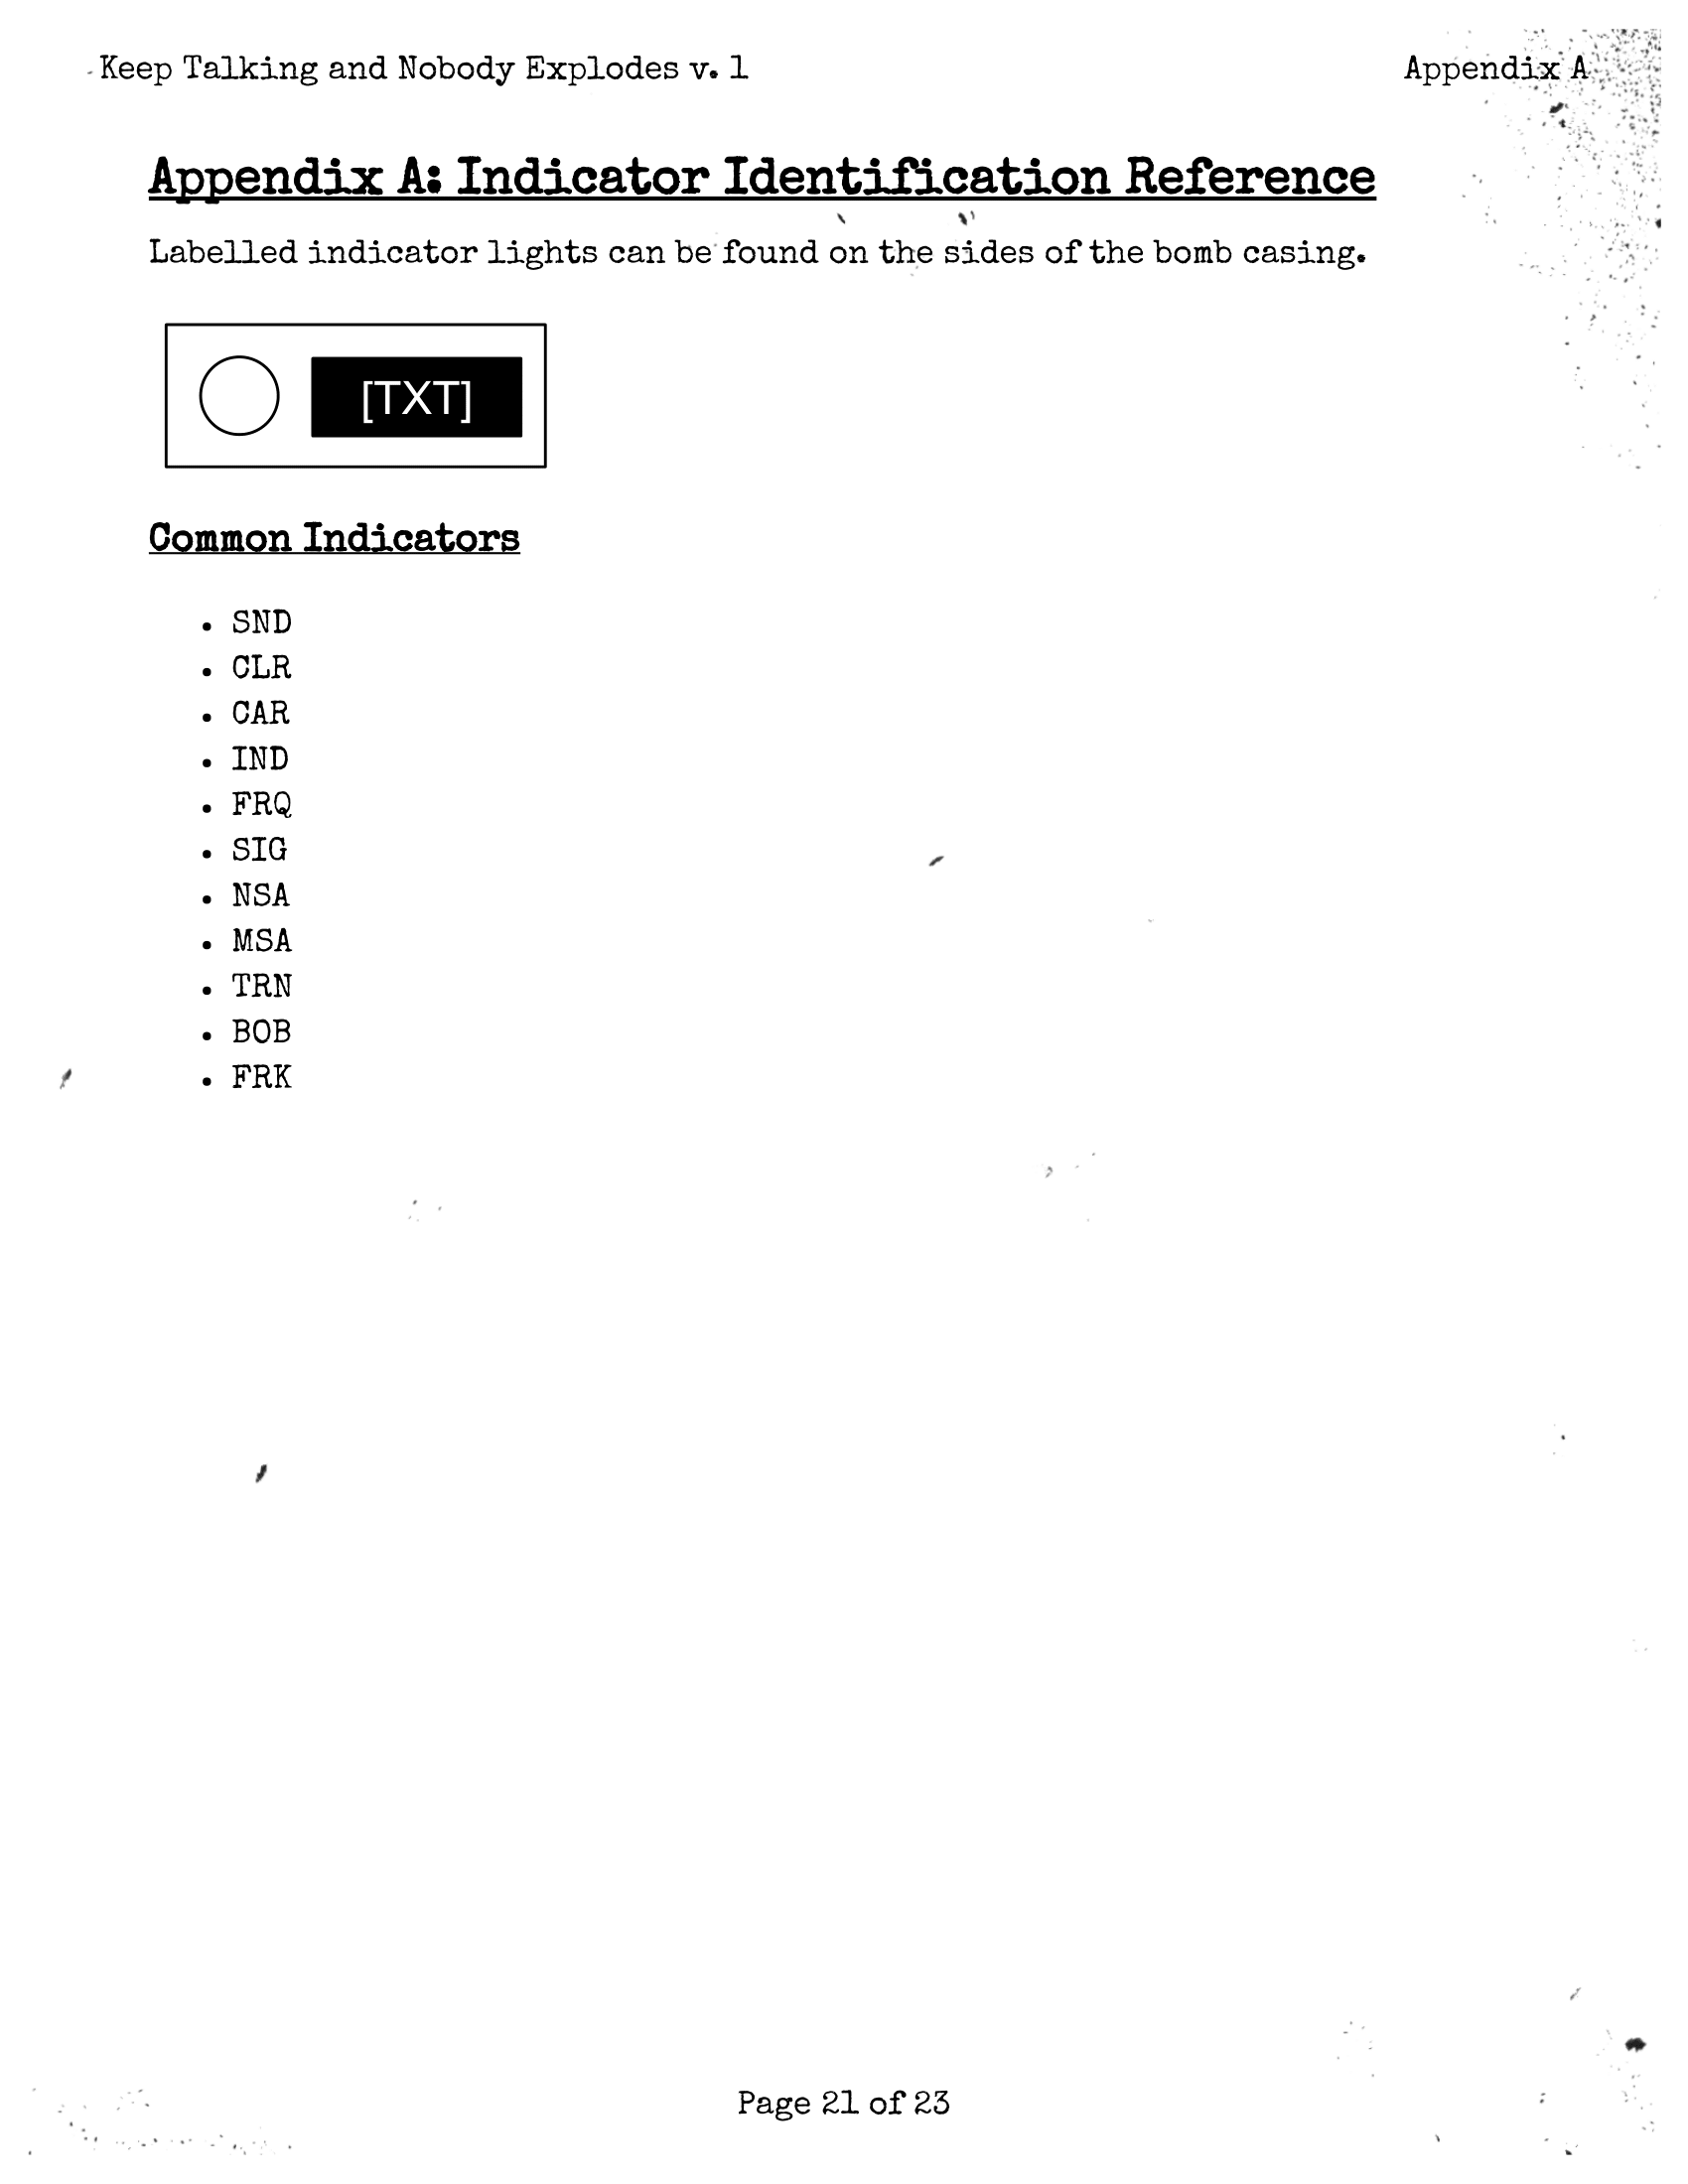 Keep Talking and Nobody Explodes v. 1
Appendix A
Appendix A: Indicator Identification Reference
Labelled indicator lights can be found on the sides of the bomb casing.
[TXT]
Common Indicators
• SND
• CLR
• CAR
• IND
• FRQ
• SIG
• NSA
• MSA
• TRN
• BOB
• FRK
Page 21 of 23